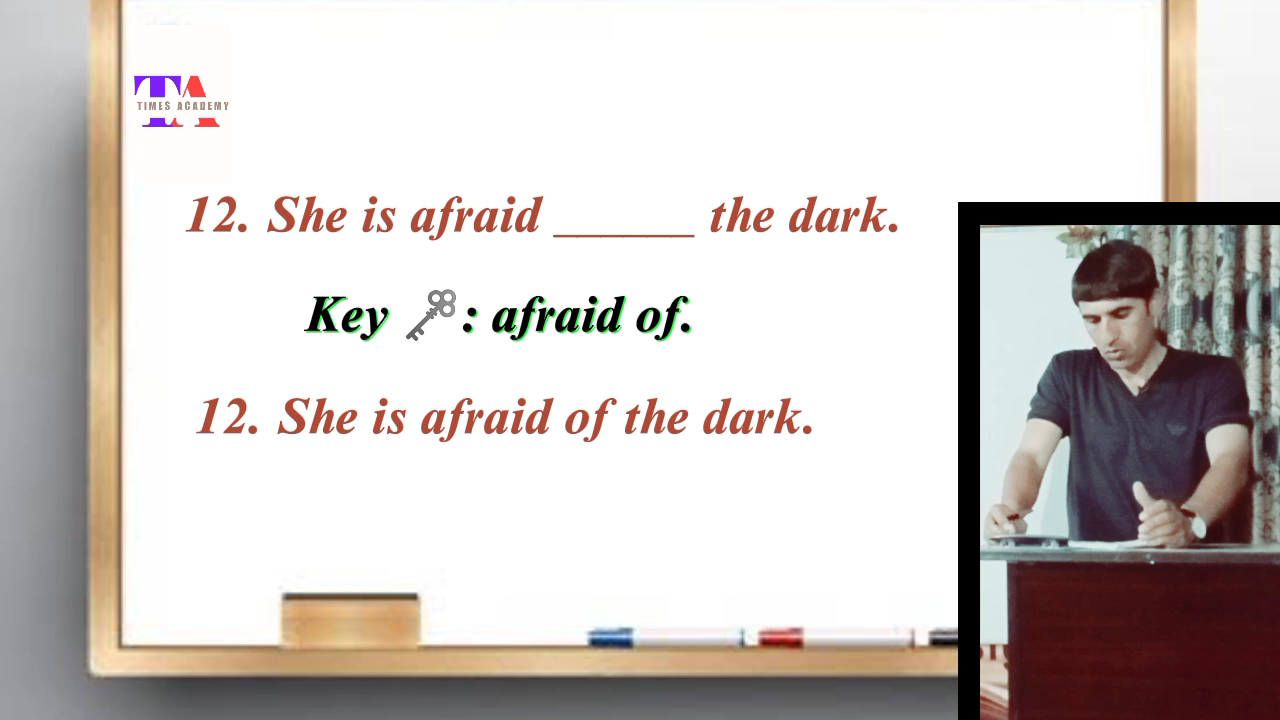 TA
TIMES ACADEMY
12. She is afraid ______ the dark.
Key 🗝: afraid of.
12. She is afraid of the dark.